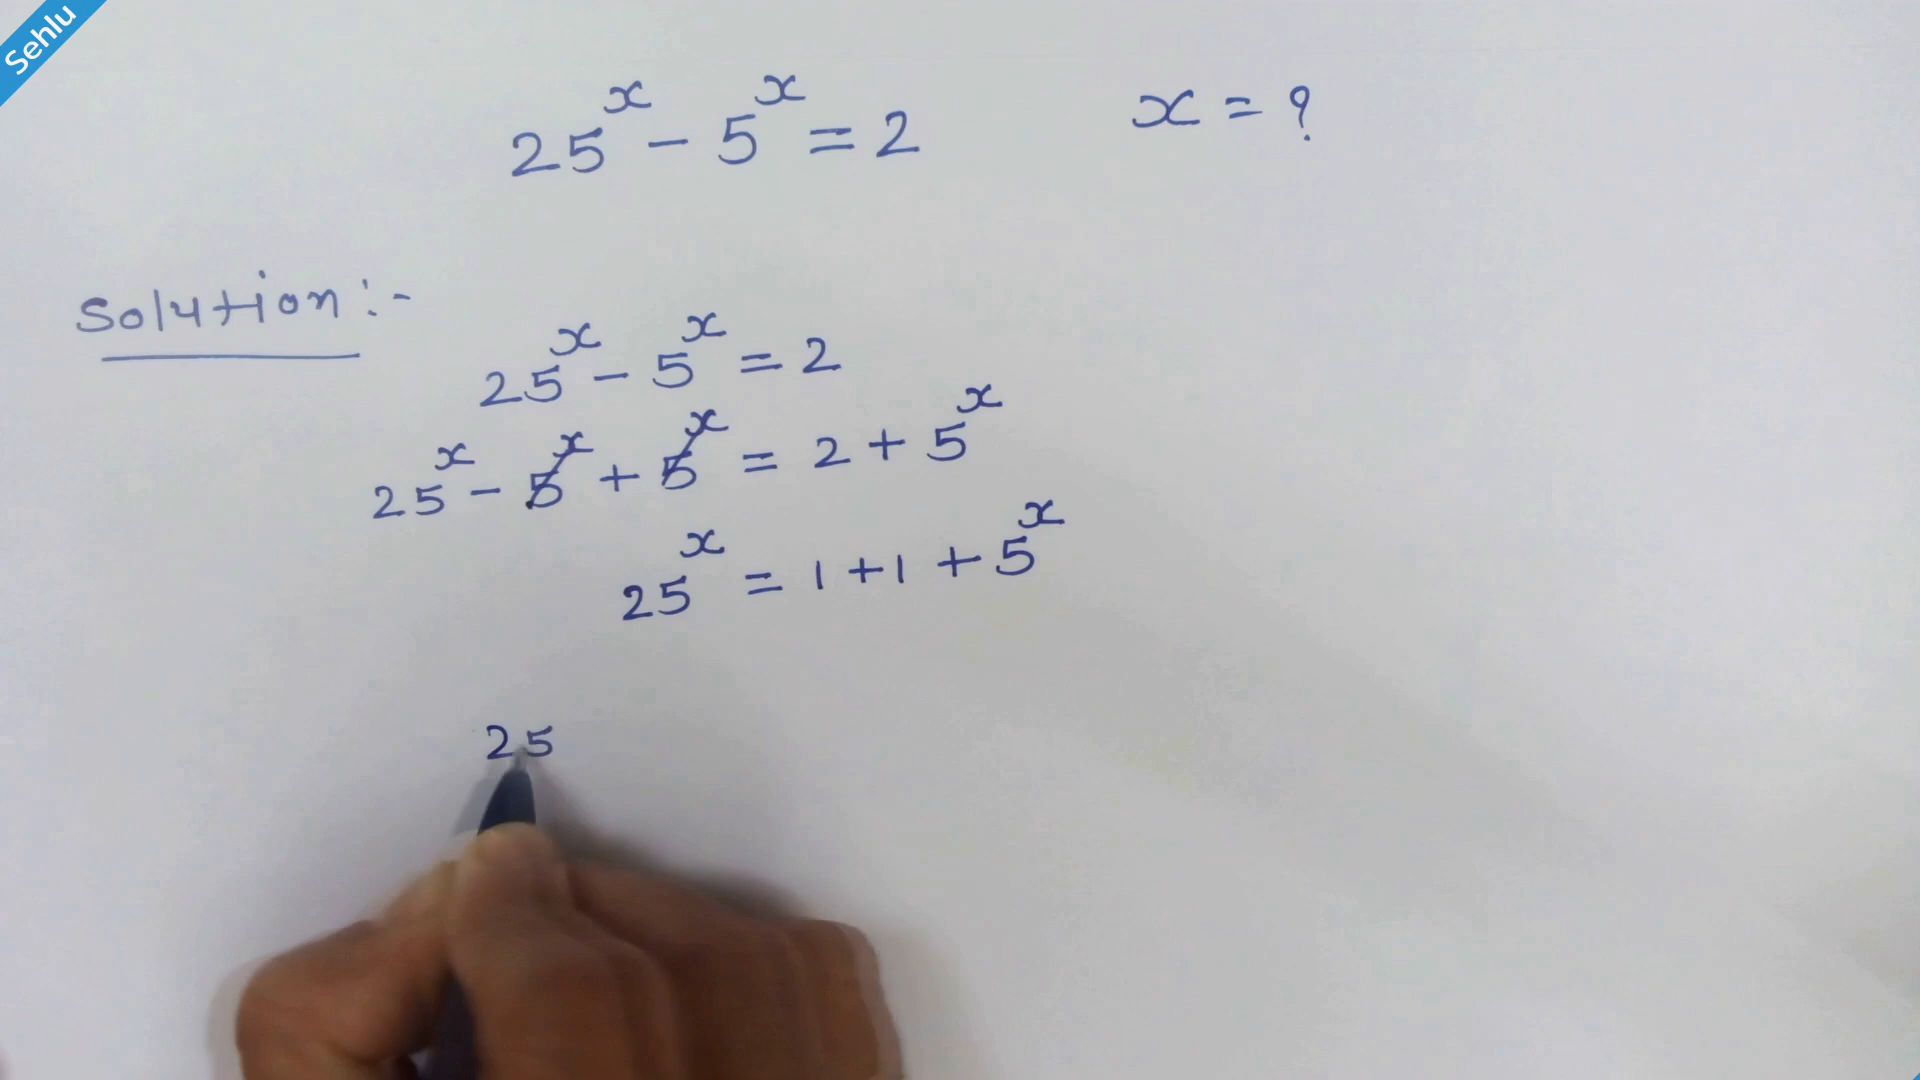 Sehlu
25^x - 5^x = 2 x = ?
Solution :-
25^x - 5^x = 2
25^x - 5^x + 5^x = 2 + 5^x
25^x = 1 + 1 + 5^x
25